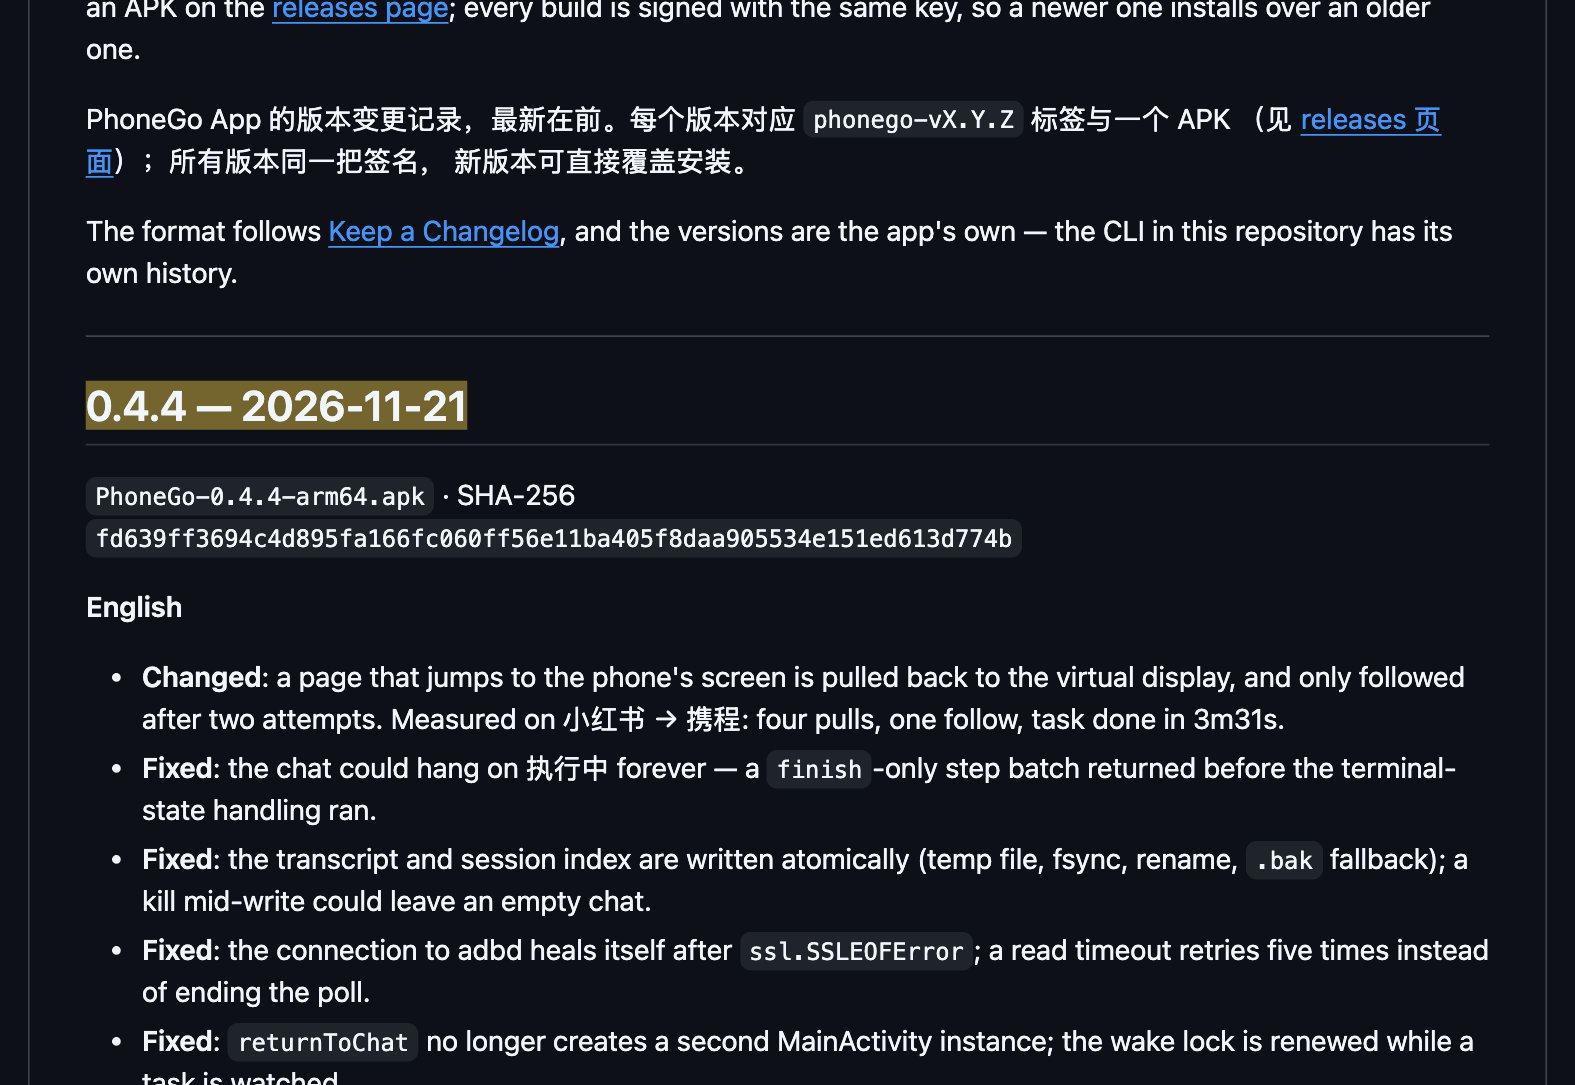 an APK on the releases page; every build is signed with the same key, so a newer one installs over an older
one.
PhoneGo App 的版本变更记录，最新在前。每个版本对应 phonego-vX.Y.Z 标签与一个 APK （见 releases 页
面）；所有版本同一把签名， 新版本可直接覆盖安装。
The format follows Keep a Changelog, and the versions are the app's own — the CLI in this repository has its
own history.
0.4.4 — 2026-11-21
PhoneGo-0.4.4-arm64.apk · SHA-256
fd639ff3694c4d895fa166fc060ff56e11ba405f8daa905534e151ed613d774b
English
• Changed: a page that jumps to the phone's screen is pulled back to the virtual display, and only followed
after two attempts. Measured on 小红书 → 携程: four pulls, one follow, task done in 3m31s.
• Fixed: the chat could hang on 执行中 forever — a finish-only step batch returned before the terminal-
state handling ran.
• Fixed: the transcript and session index are written atomically (temp file, fsync, rename, .bak fallback); a
kill mid-write could leave an empty chat.
• Fixed: the connection to adbd heals itself after ssl.SSLEOFError; a read timeout retries five times instead
of ending the poll.
• Fixed: returnToChat no longer creates a second MainActivity instance; the wake lock is renewed while a
task is watched.